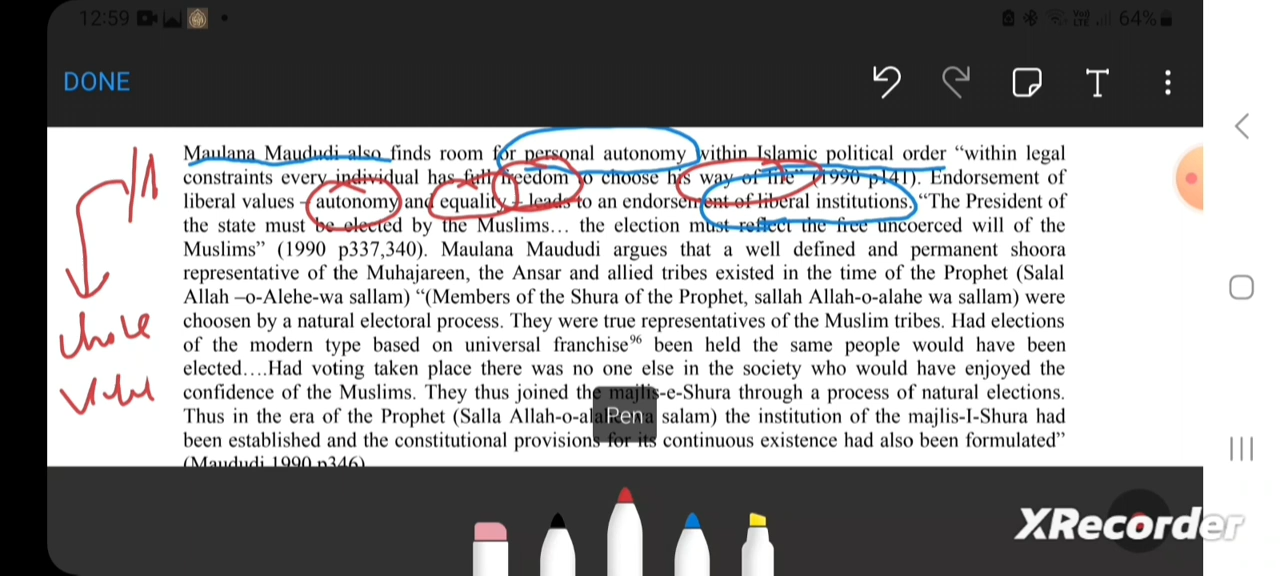 12:59
64%
DONE
T
Maulana Maududi also finds room for personal autonomy within Islamic political order “within legal
constraints every individual has full freedom to choose his way of life” (1990 p141). Endorsement of
liberal values – autonomy and equality – leads to an endorsement of liberal institutions. “The President of
the state must be elected by the Muslims… the election must reflect the free uncoerced will of the
Muslims” (1990 p337,340). Maulana Maududi argues that a well defined and permanent shoora
representative of the Muhajareen, the Ansar and allied tribes existed in the time of the Prophet (Salal
Allah –o-Alehe-wa sallam) “(Members of the Shura of the Prophet, sallah Allah-o-alahe wa sallam) were
choosen by a natural electoral process. They were true representatives of the Muslim tribes. Had elections
of the modern type based on universal franchise⁹⁶ been held the same people would have been
elected….Had voting taken place there was no one else in the society who would have enjoyed the
confidence of the Muslims. They thus joined the majlis-e-Shura through a process of natural elections.
Thus in the era of the Prophet (Salla Allah-o-alahe wa salam) the institution of the majlis-I-Shura had
been established and the constitutional provisions for its continuous existence had also been formulated”
(Maududi 1990 p346)
Pen
XRecorder